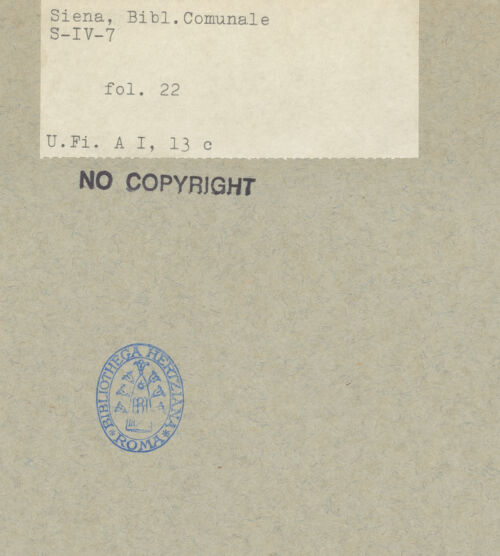 Siena, Bibl.Comunale
S-IV-7
fol. 22
U.Fi. A I, 13 c
NO COPYRIGHT
BIBLIOTHECA HERTZIANA
* ROMA *